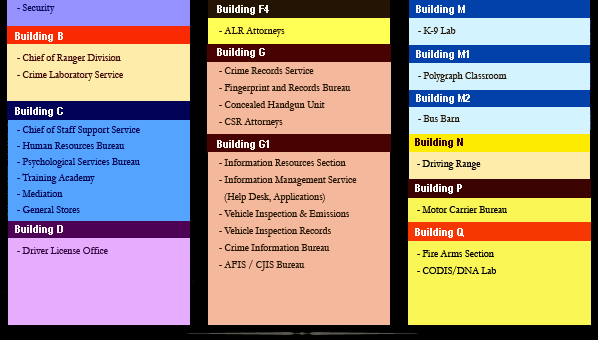 - Security
Building B
- Chief of Ranger Division
- Crime Laboratory Service
Building C
- Chief of Staff Support Service
- Human Resources Bureau
- Psychological Services Bureau
- Training Academy
- Mediation
- General Stores
Building D
- Driver License Office
Building F4
- ALR Attorneys
Building G
- Crime Records Service
- Fingerprint and Records Bureau
- Concealed Handgun Unit
- CSR Attorneys
Building G1
- Information Resources Section
- Information Management Service
(Help Desk, Applications)
- Vehicle Inspection & Emissions
- Vehicle Inspection Records
- Crime Information Bureau
- AFIS / CJIS Bureau
Building M
- K-9 Lab
Building M1
- Polygraph Classroom
Building M2
- Bus Barn
Building N
- Driving Range
Building P
- Motor Carrier Bureau
Building Q
- Fire Arms Section
- CODIS/DNA Lab